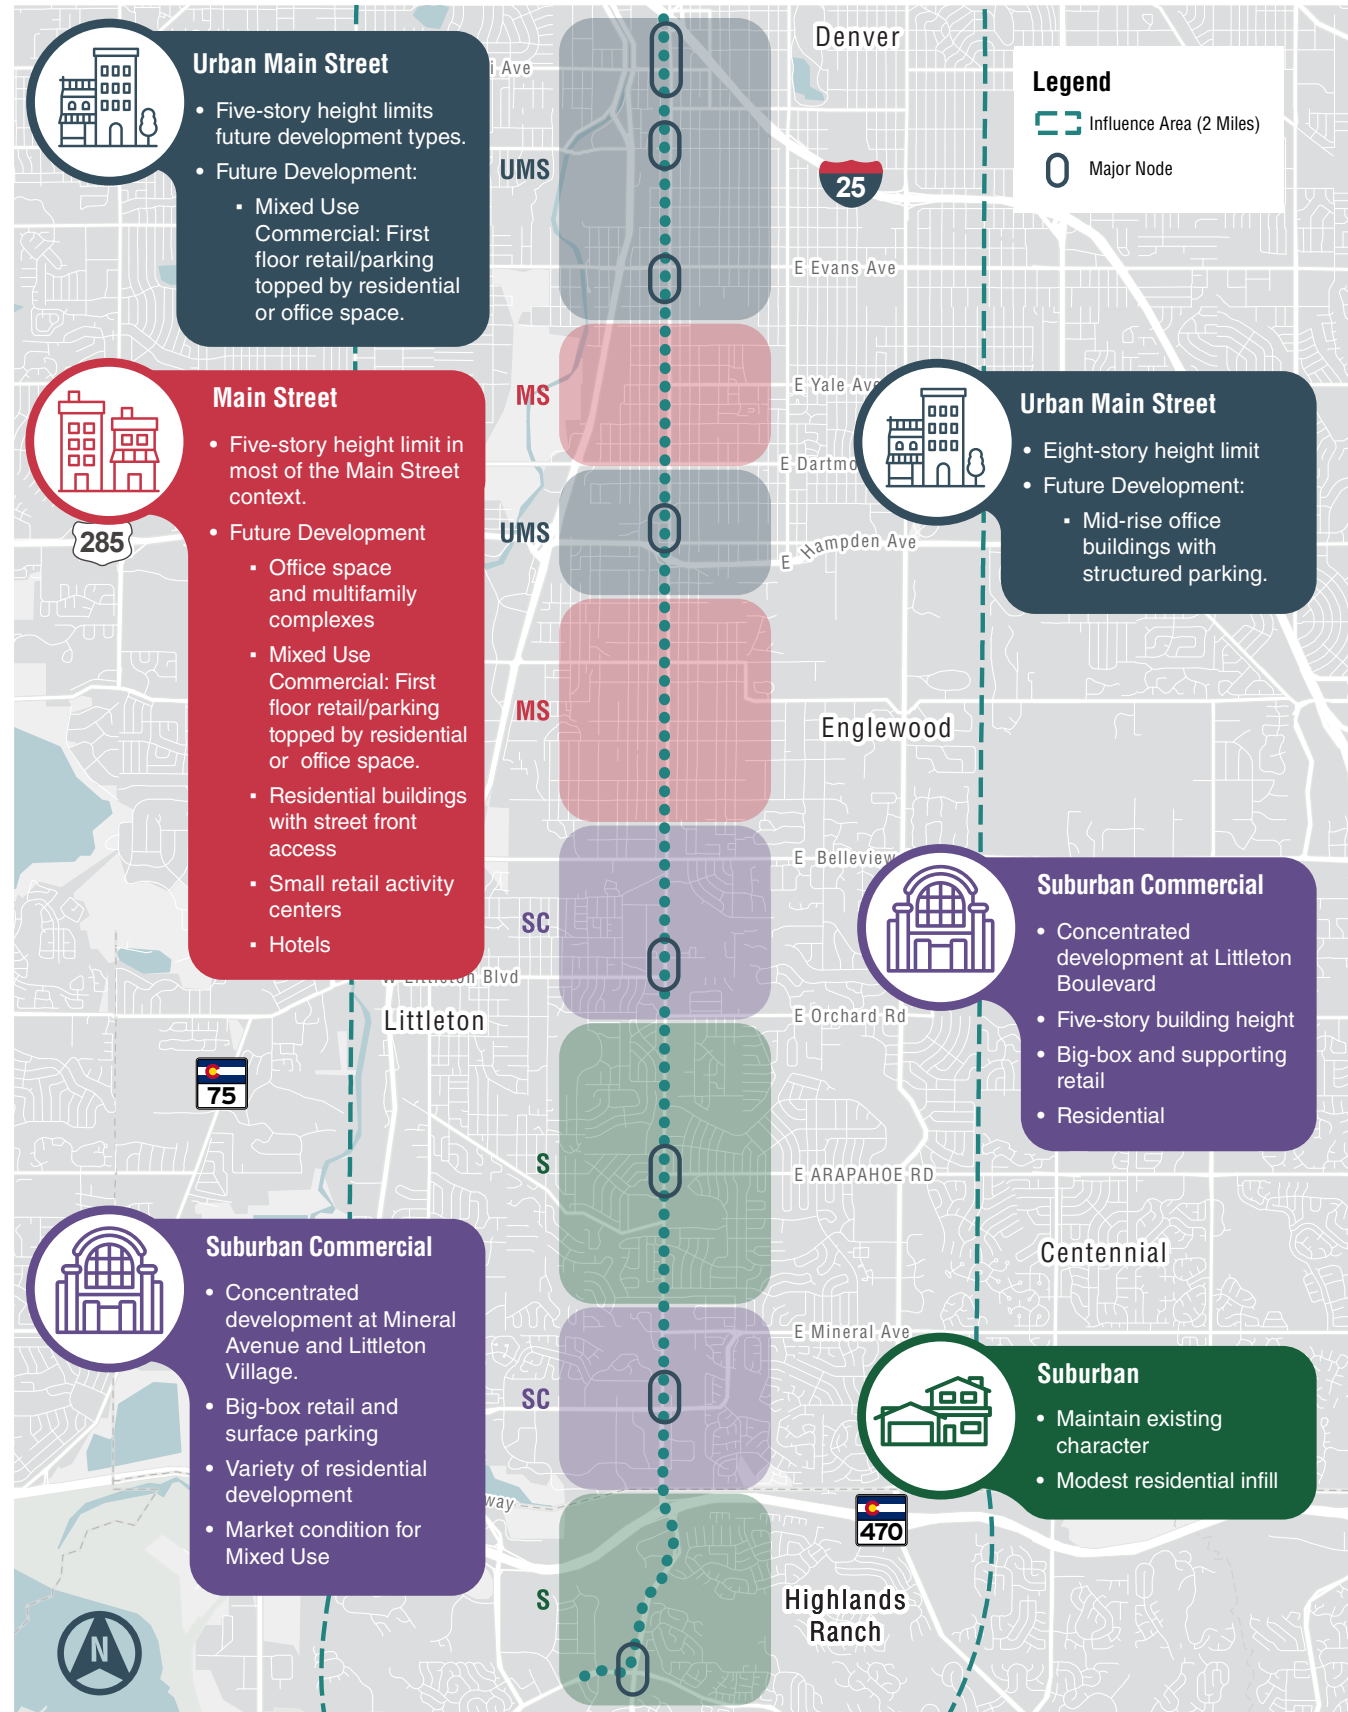 Urban Main Street
• Five-story height limits
future development types.
• Future Development:
▪ Mixed Use
Commercial: First
floor retail/parking
topped by residential
or office space.
Main Street
• Five-story height limit in
most of the Main Street
context.
• Future Development
▪ Office space
and multifamily
complexes
▪ Mixed Use
Commercial: First
floor retail/parking
topped by residential
or office space.
▪ Residential buildings
with street front
access
▪ Small retail activity
centers
▪ Hotels
285
Littleton
75
Suburban Commercial
• Concentrated
development at Mineral
Avenue and Littleton
Village.
• Big-box retail and
surface parking
• Variety of residential
development
• Market condition for
Mixed Use
N
Ave
UMS
MS
UMS
MS
SC
Blvd
S
SC
way
S
Denver
25
E Evans Ave
E Yale Ave
E Dartmo
E Hampden Ave
Englewood
E Belleview
E Orchard Rd
E ARAPAHOE RD
Centennial
E Mineral Ave
470
Highlands
Ranch
Legend
Influence Area (2 Miles)
Major Node
Urban Main Street
• Eight-story height limit
• Future Development:
▪ Mid-rise office
buildings with
structured parking.
Suburban Commercial
• Concentrated
development at Littleton
Boulevard
• Five-story building height
• Big-box and supporting
retail
• Residential
Suburban
• Maintain existing
character
• Modest residential infill